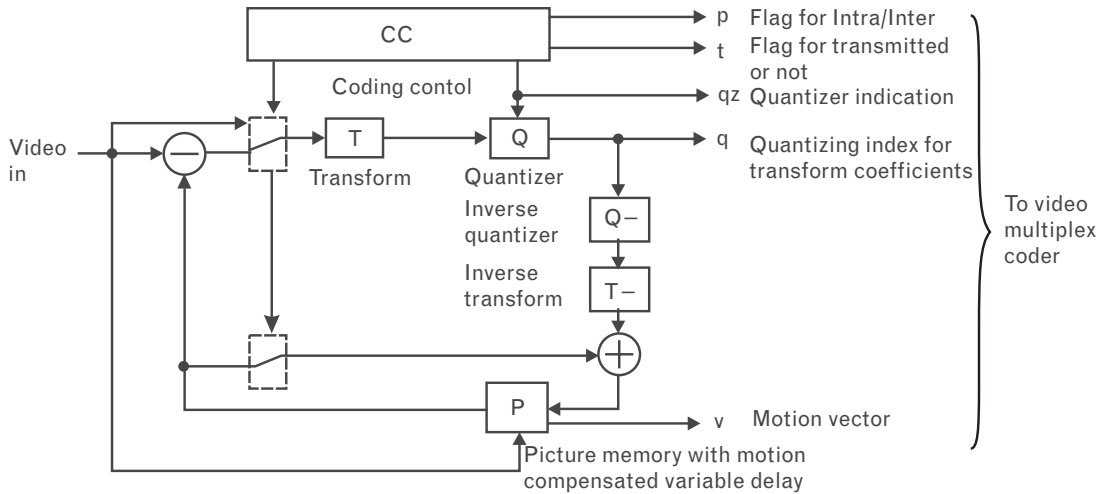 CC
p Flag for Intra/Inter
t Flag for transmitted
or not
Coding contol
qz Quantizer indication
Video
in
−
T
Transform
Q
Quantizer
q Quantizing index for
transform coefficients
Inverse
quantizer
Q−
Inverse
transform
T−
To video
multiplex
coder
+
P
v Motion vector
Picture memory with motion
compensated variable delay